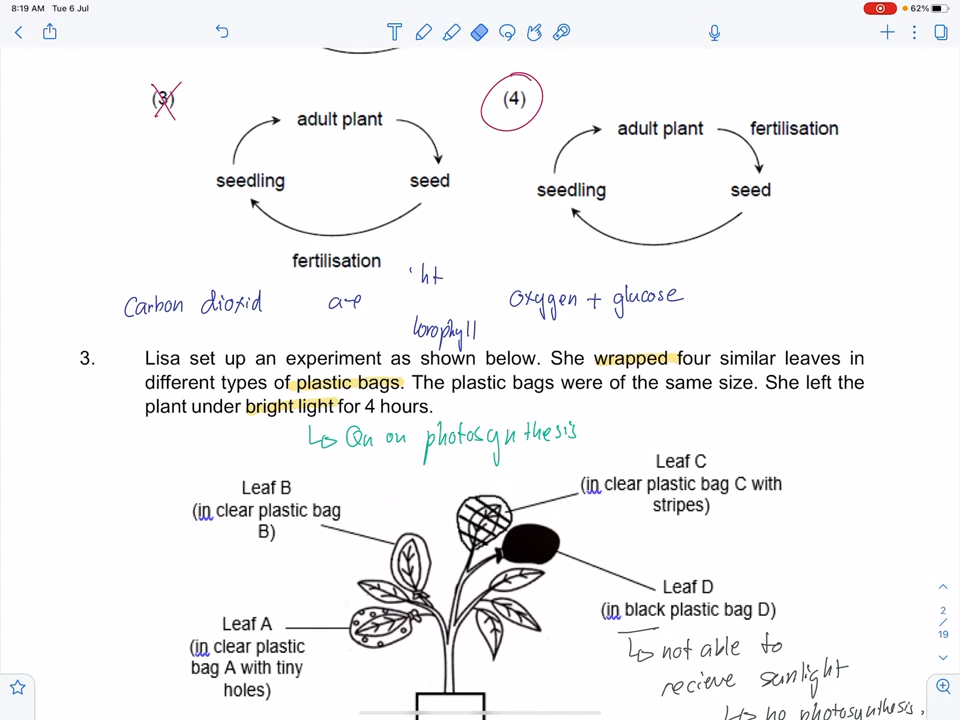 8:19 AM Tue 6 Jul
62%
(3)
(4)
adult plant
adult plant
fertilisation
seedling
seed
seedling
seed
fertilisation
ht
Carbon dioxid
oxygen + glucose
lorophyll
3. Lisa set up an experiment as shown below. She wrapped four similar leaves in
different types of plastic bags. The plastic bags were of the same size. She left the
plant under bright light for 4 hours.
↳ Qn on photosynthesis
Leaf C
(in clear plastic bag C with
stripes)
Leaf B
(in clear plastic bag
B)
Leaf D
(in black plastic bag D)
Leaf A
(in clear plastic
bag A with tiny
holes)
↳ not able to
recieve sunlight
↳ no photosynthesis.
2
/
19